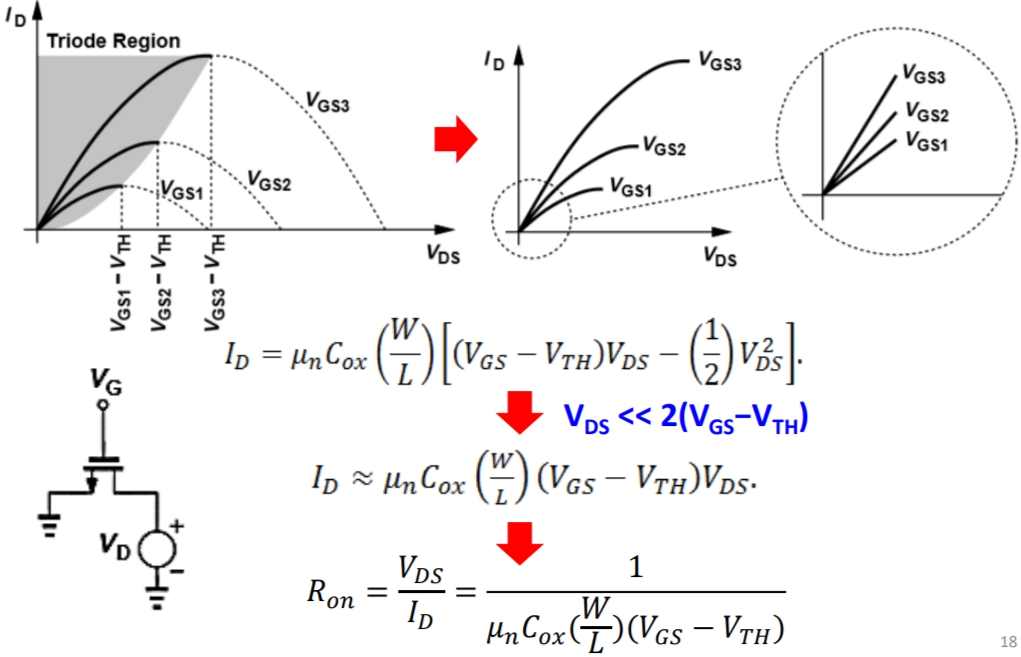 I_D
Triode Region
V_GS3
V_GS2
V_GS1
V_DS
V_GS1 − V_TH
V_GS2 − V_TH
V_GS3 − V_TH
I_D
V_GS3
V_GS2
V_GS1
V_DS
V_GS3
V_GS2
V_GS1
I_D = μ_n C_ox (W/L) [(V_GS − V_TH)V_DS − (1/2) V_DS^2].
V_DS << 2(V_GS−V_TH)
I_D ≈ μ_n C_ox (W/L) (V_GS − V_TH)V_DS.
V_G
V_D
+
−
R_on = V_DS/I_D = 1/(μ_n C_ox(W/L)(V_GS − V_TH))
18